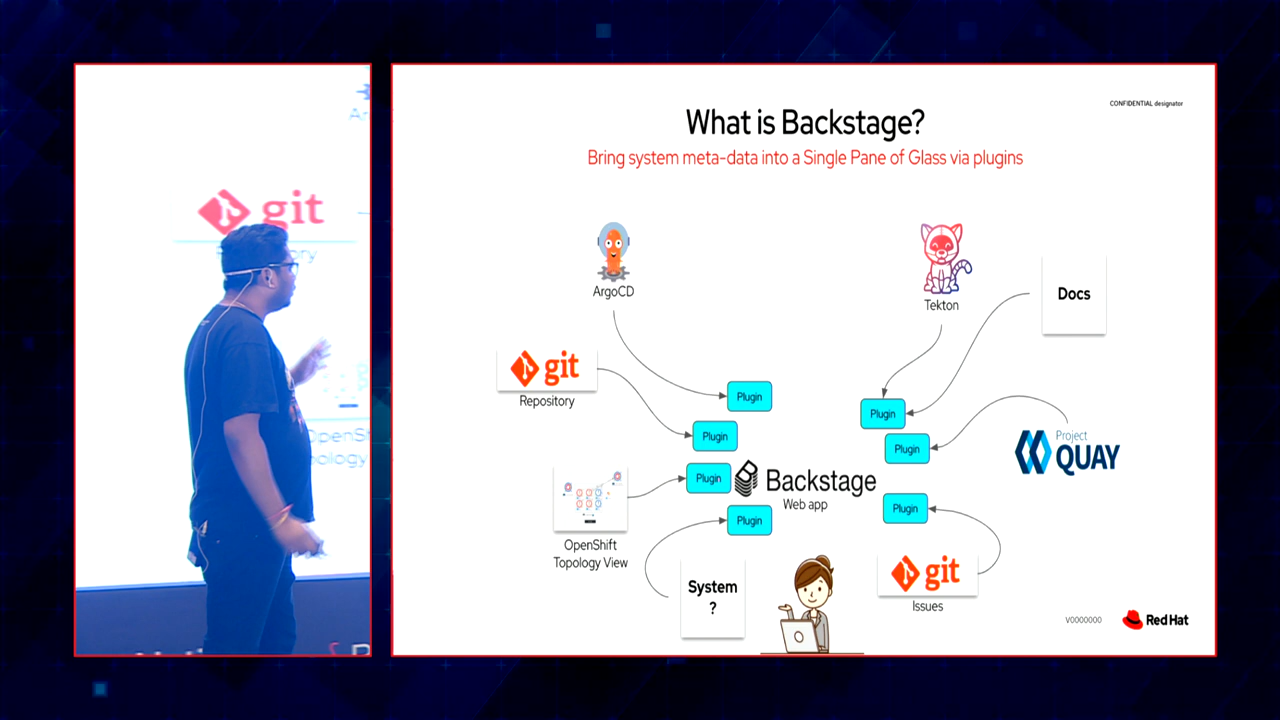 CONFIDENTIAL designator
What is Backstage?
Bring system meta-data into a Single Pane of Glass via plugins
git
ArgoCD
Tekton
Docs
git
Repository
Plugin
Plugin
Plugin
Plugin
Backstage
Web app
Plugin
Plugin
Plugin
Project
QUAY
OpenShift
Topology View
System
?
git
Issues
V0000000
Red Hat